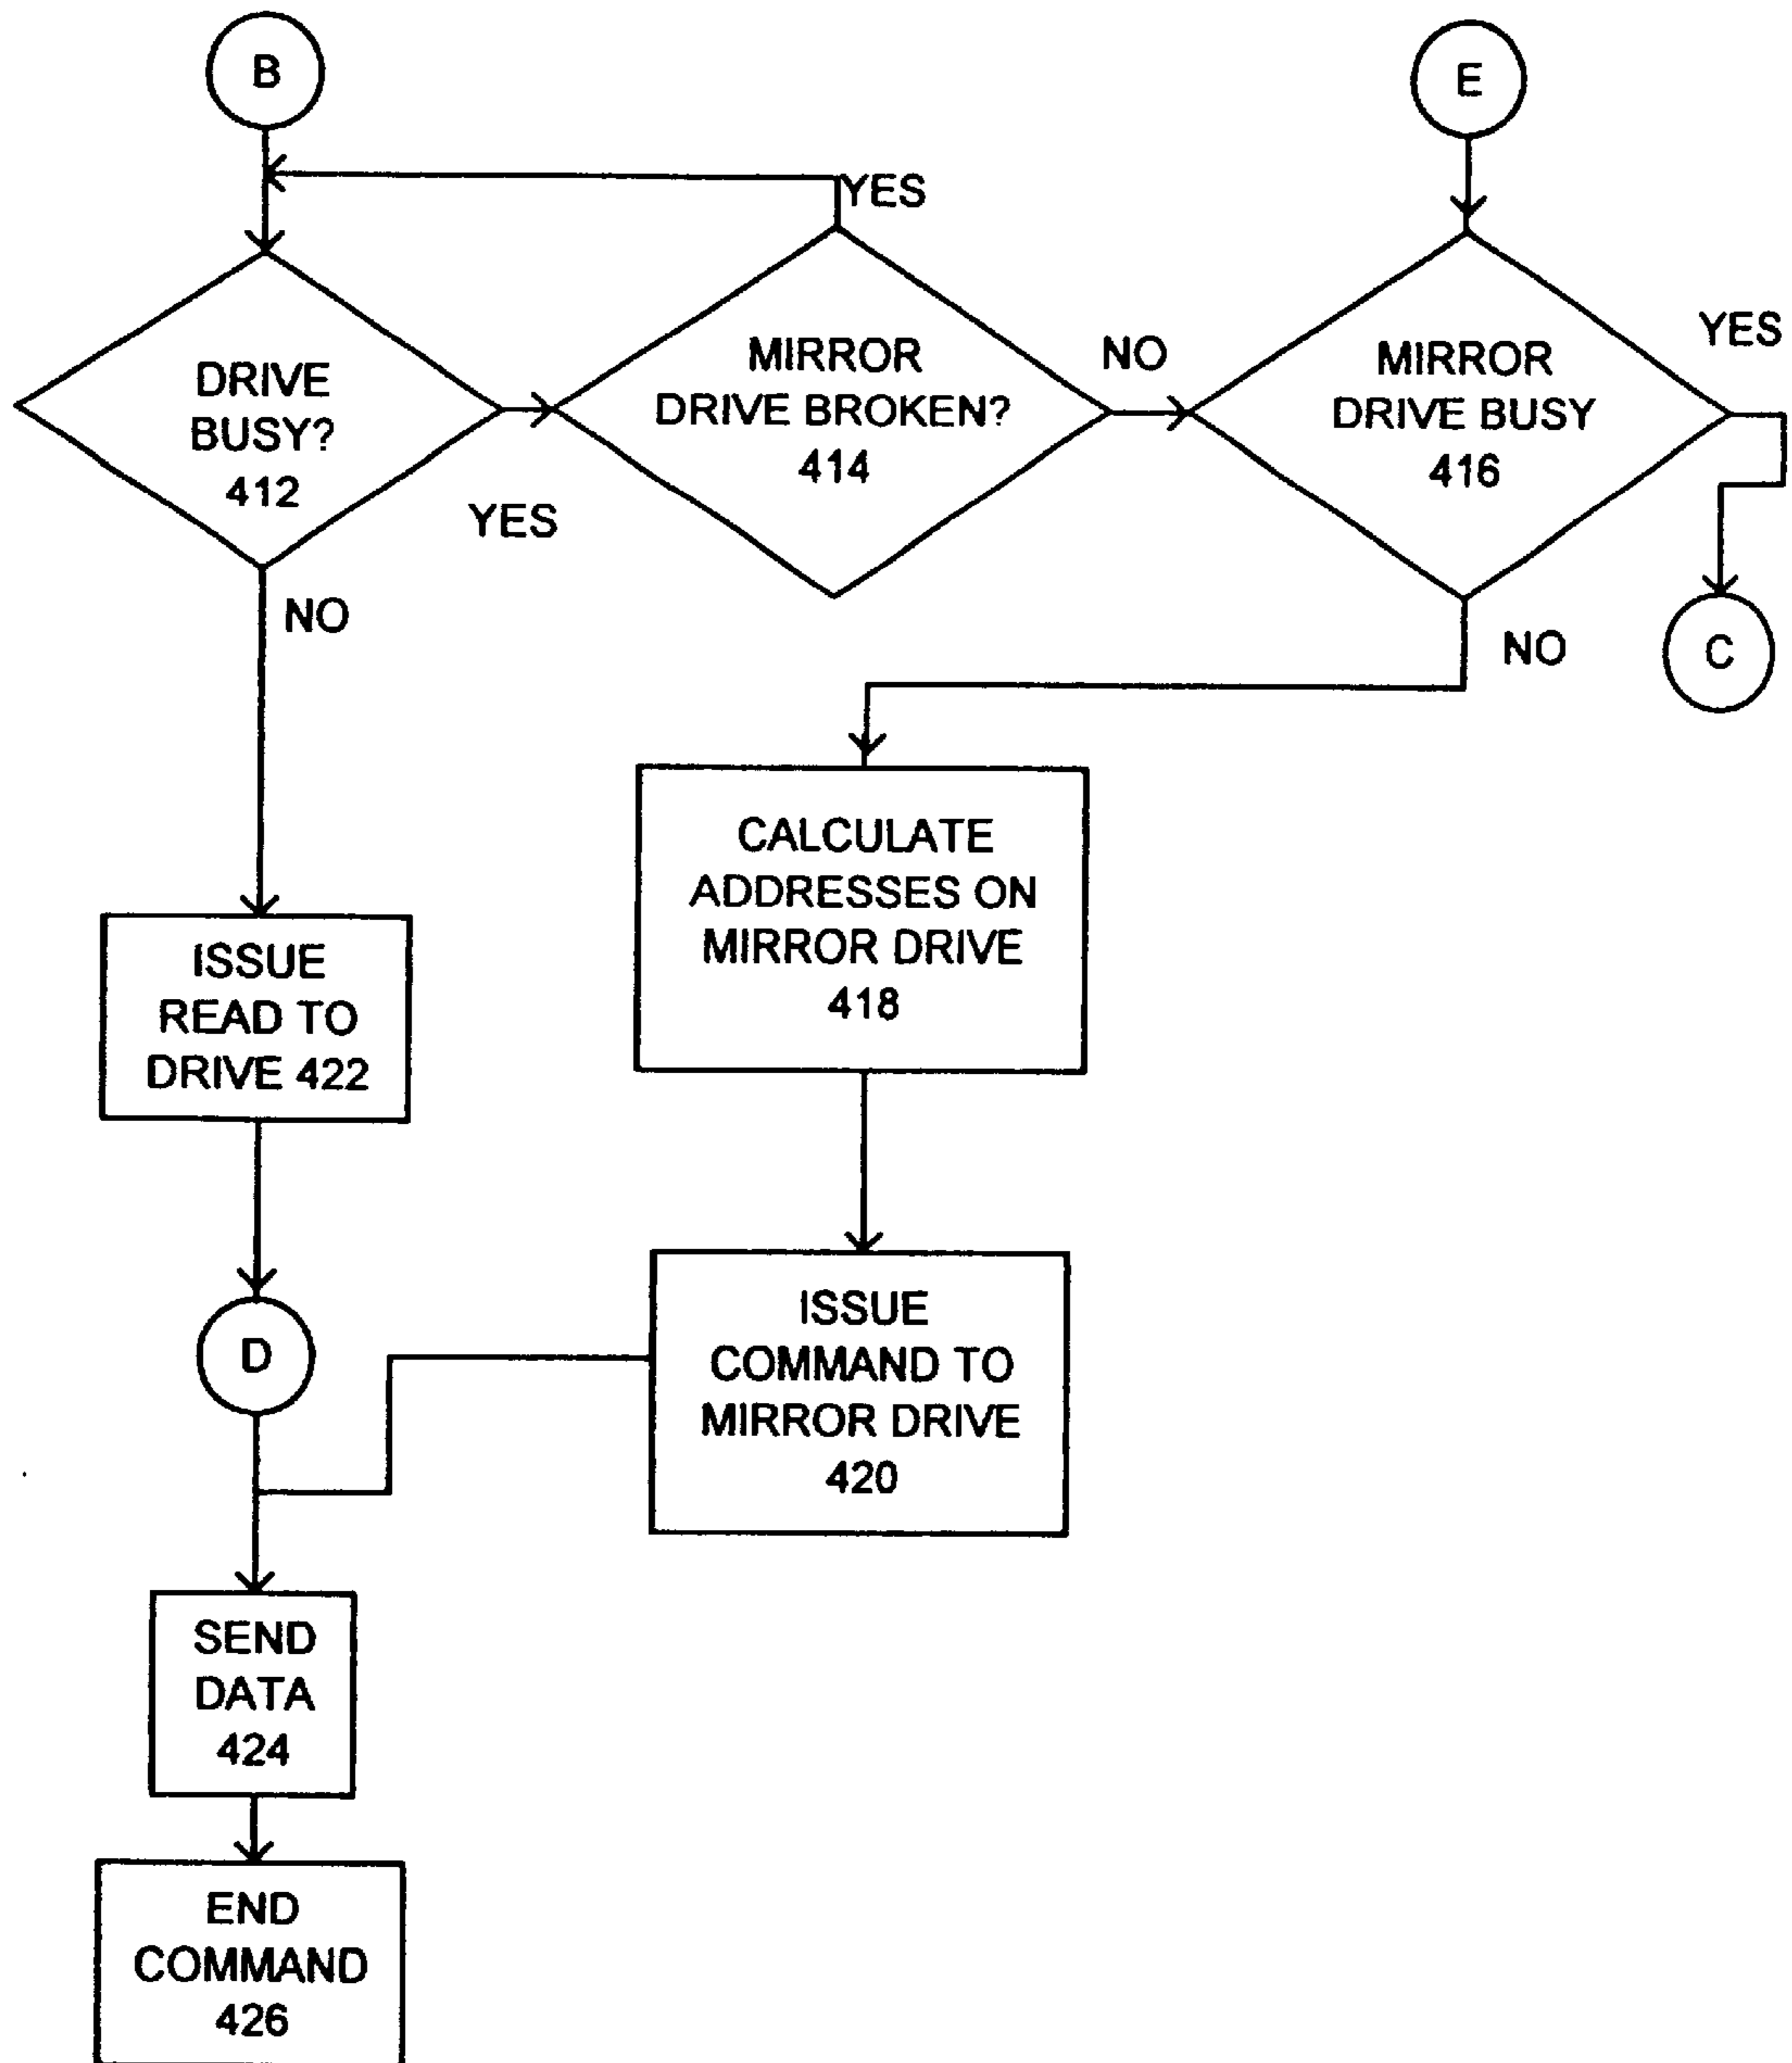 B
E
YES
DRIVE
BUSY?
412
YES
MIRROR
DRIVE BROKEN?
414
NO
MIRROR
DRIVE BUSY
416
YES
C
NO
NO
CALCULATE
ADDRESSES ON
MIRROR DRIVE
418
ISSUE
READ TO
DRIVE 422
D
ISSUE
COMMAND TO
MIRROR DRIVE
420
SEND
DATA
424
END
COMMAND
426